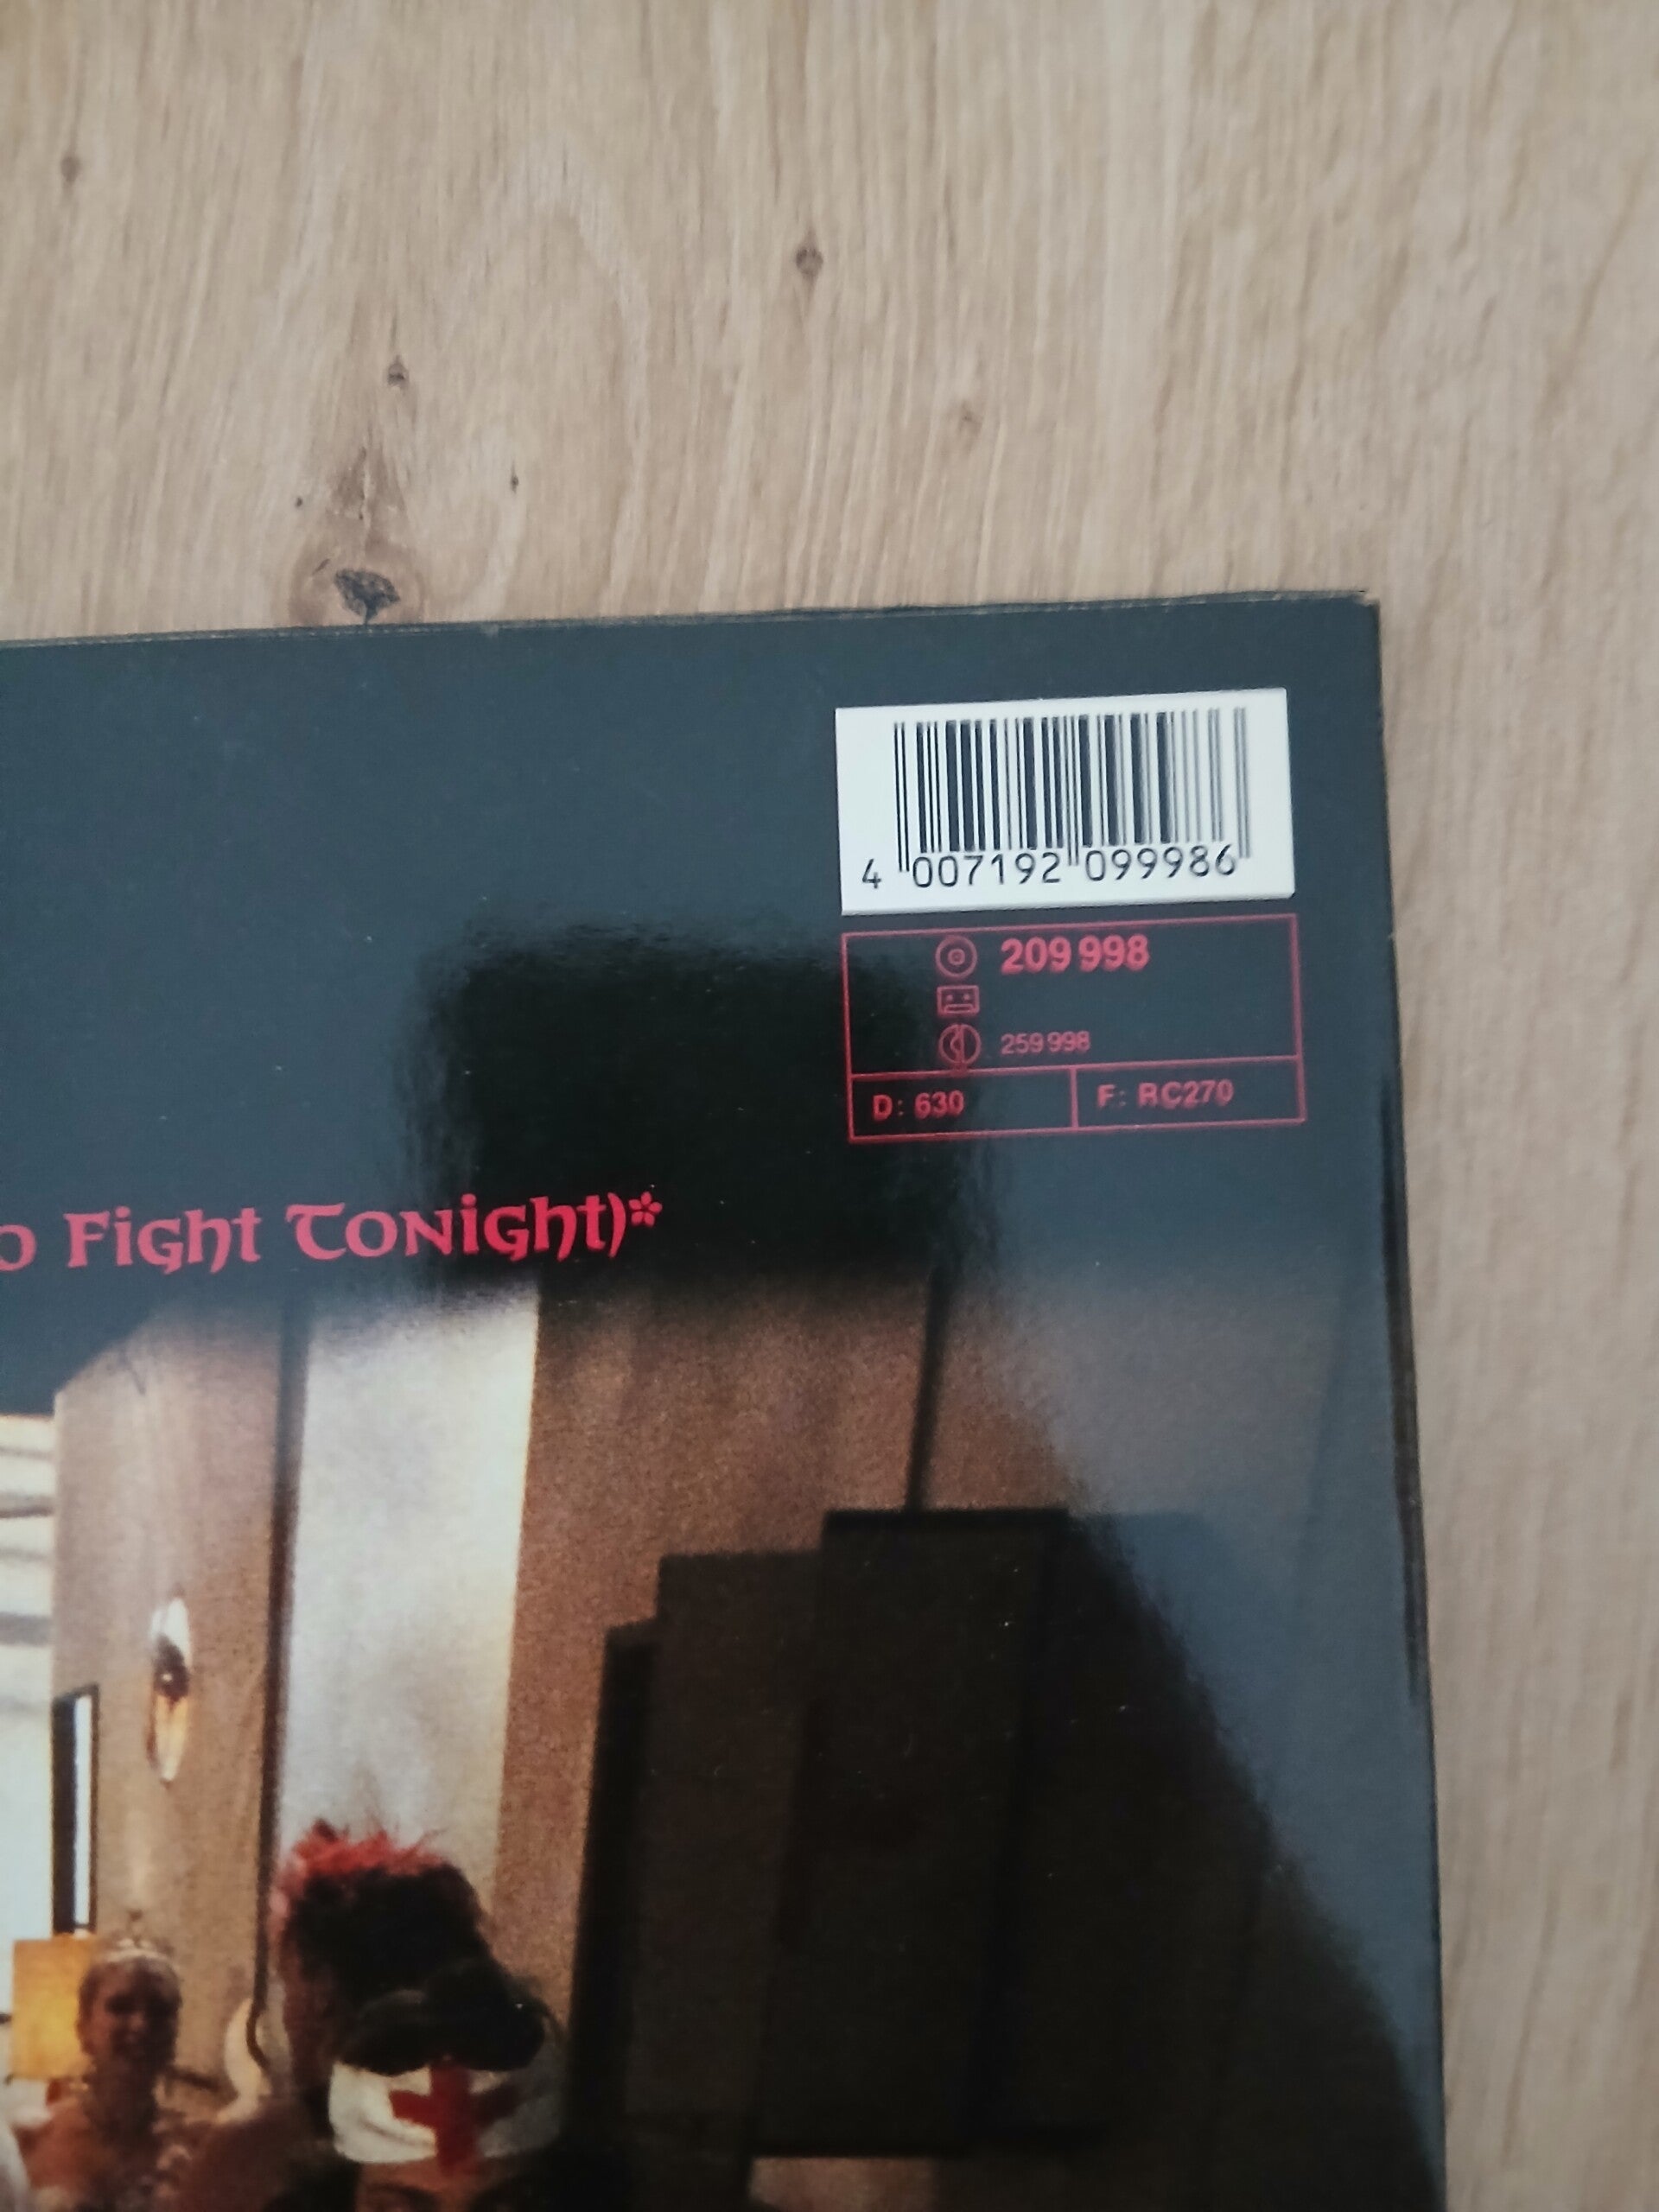 4 007192 099986
209 998
259 998
D: 630
F: RC270
o Fight Tonight)*